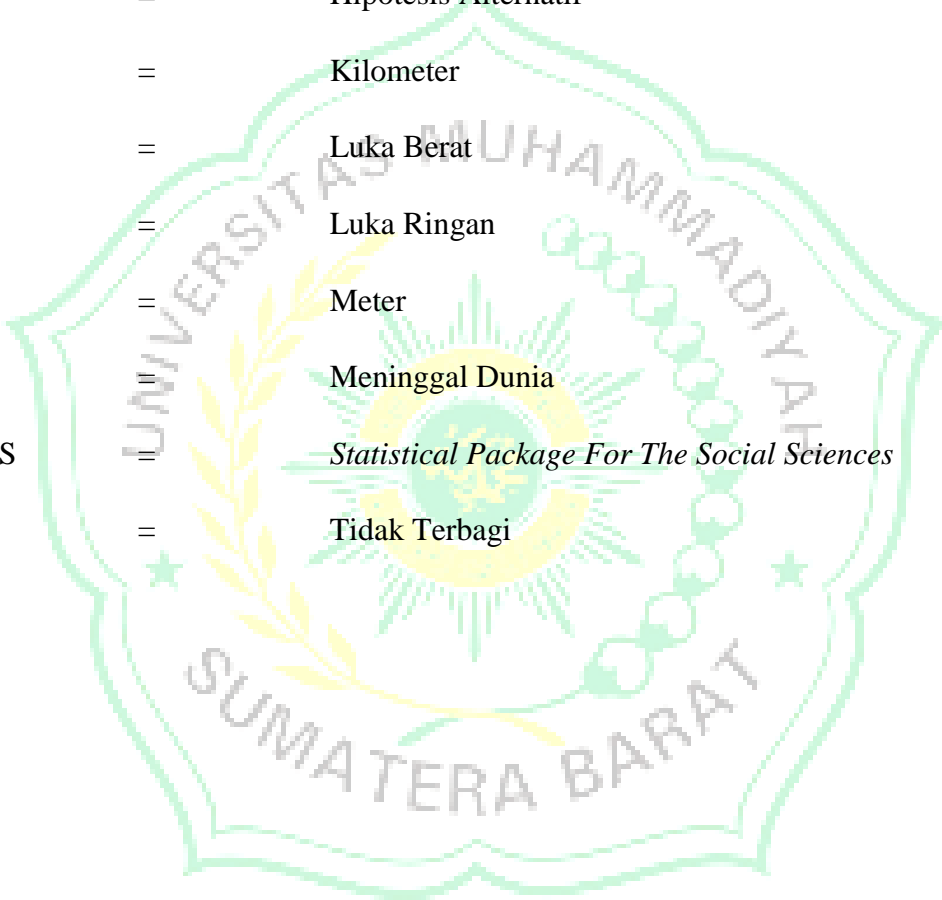 = Hipotesis Alternatif
= Kilometer
= Luka Berat
= Luka Ringan
= Meter
= Meninggal Dunia
S = Statistical Package For The Social Sciences
= Tidak Terbagi
UNIVERSITAS MUHAMMADIYAH
SUMATERA BARAT